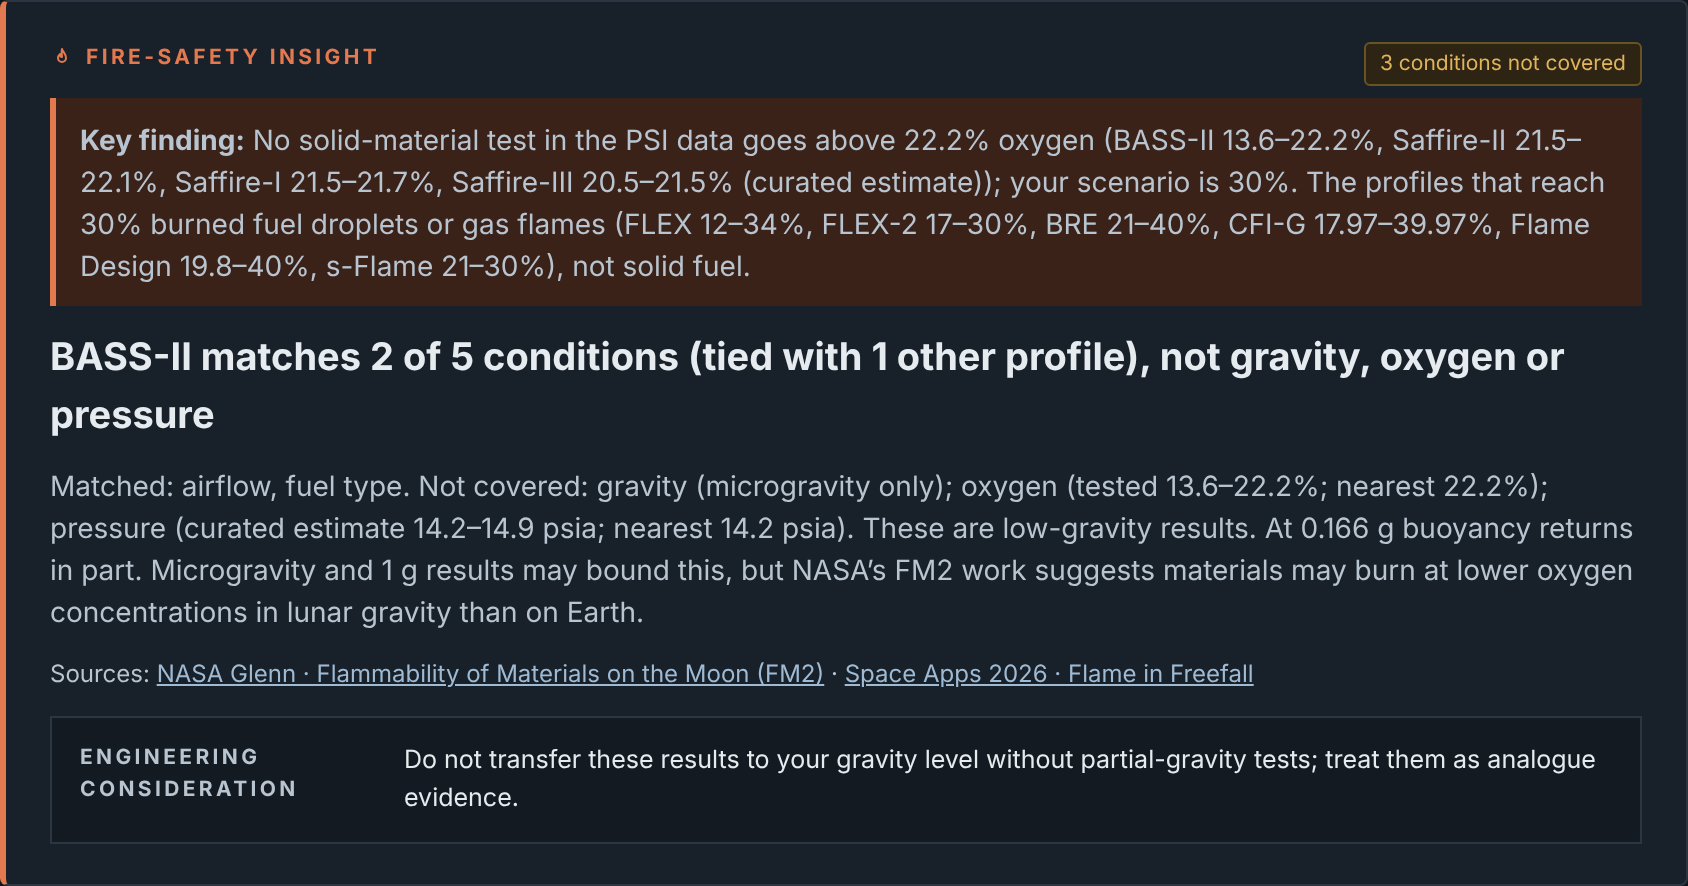 FIRE-SAFETY INSIGHT
3 conditions not covered
Key finding: No solid-material test in the PSI data goes above 22.2% oxygen (BASS-II 13.6–22.2%, Saffire-II 21.5–
22.1%, Saffire-I 21.5–21.7%, Saffire-III 20.5–21.5% (curated estimate)); your scenario is 30%. The profiles that reach
30% burned fuel droplets or gas flames (FLEX 12–34%, FLEX-2 17–30%, BRE 21–40%, CFI-G 17.97–39.97%, Flame
Design 19.8–40%, s-Flame 21–30%), not solid fuel.
BASS-II matches 2 of 5 conditions (tied with 1 other profile), not gravity, oxygen or
pressure
Matched: airflow, fuel type. Not covered: gravity (microgravity only); oxygen (tested 13.6–22.2%; nearest 22.2%);
pressure (curated estimate 14.2–14.9 psia; nearest 14.2 psia). These are low-gravity results. At 0.166 g buoyancy returns
in part. Microgravity and 1 g results may bound this, but NASA’s FM2 work suggests materials may burn at lower oxygen
concentrations in lunar gravity than on Earth.
Sources: NASA Glenn · Flammability of Materials on the Moon (FM2) · Space Apps 2026 · Flame in Freefall
ENGINEERING
CONSIDERATION
Do not transfer these results to your gravity level without partial-gravity tests; treat them as analogue
evidence.